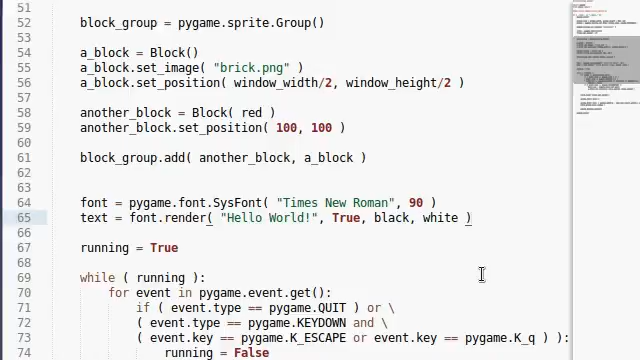 51
52 block_group = pygame.sprite.Group()
53
54 a_block = Block()
55 a_block.set_image( "brick.png" )
56 a_block.set_position( window_width/2, window_height/2 )
57
58 another_block = Block( red )
59 another_block.set_position( 100, 100 )
60
61 block_group.add( another_block, a_block )
62
63
64 font = pygame.font.SysFont( "Times New Roman", 90 )
65 text = font.render( "Hello World!", True, black, white )
66
67 running = True
68
69 while ( running ):
70 for event in pygame.event.get():
71 if ( event.type == pygame.QUIT ) or \
72 ( event.type == pygame.KEYDOWN and \
73 ( event.key == pygame.K_ESCAPE or event.key == pygame.K_q ) ):
74 running = False